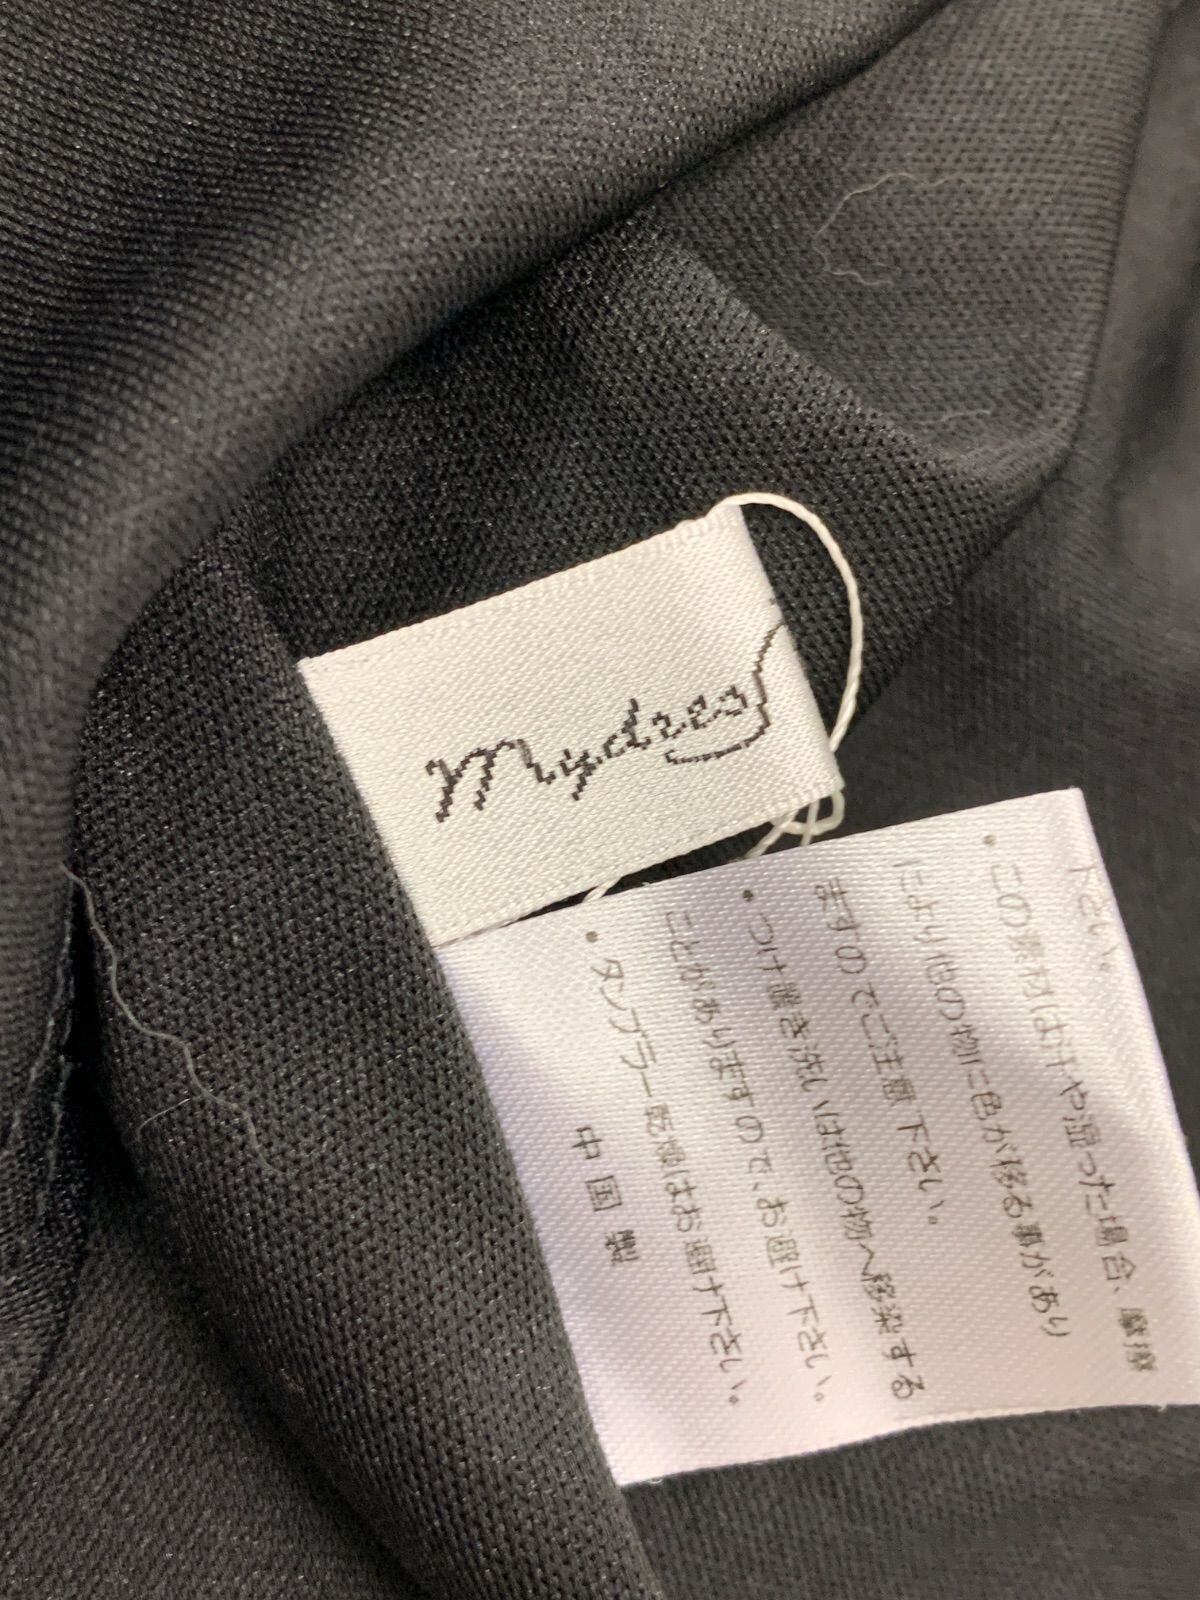 Mydress
下さい。
・この素材は汗や湿った場合、摩擦
により他の物に色が移る事があり
ますのでご注意下さい。
・つけ置き洗いは他の物へ移染する
ことがありますので、お避け下さい。
・タンブラー乾燥はお避け下さい。
中国製